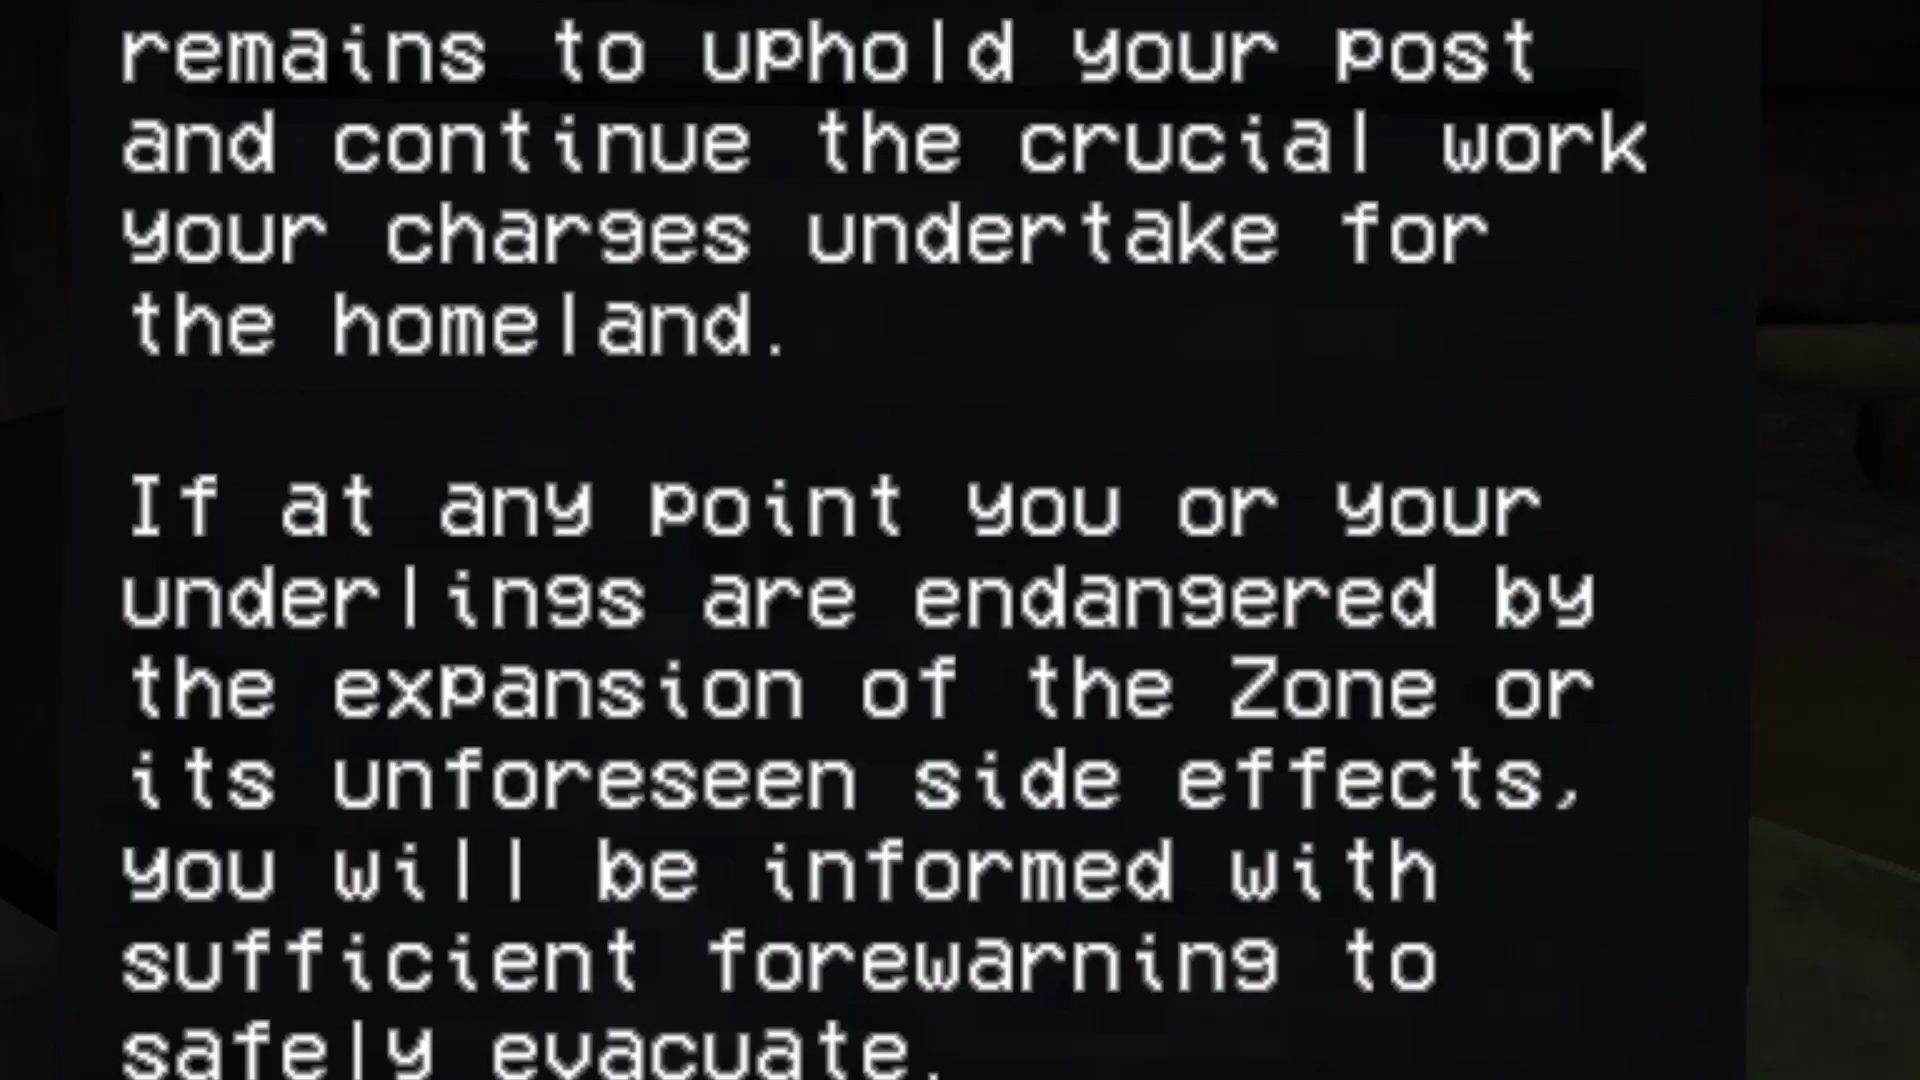 remains to uphold your post
and continue the crucial work
your charges undertake for
the homeland.
If at any point you or your
underlings are endangered by
the expansion of the Zone or
its unforeseen side effects,
you will be informed with
sufficient forewarning to
safely evacuate.